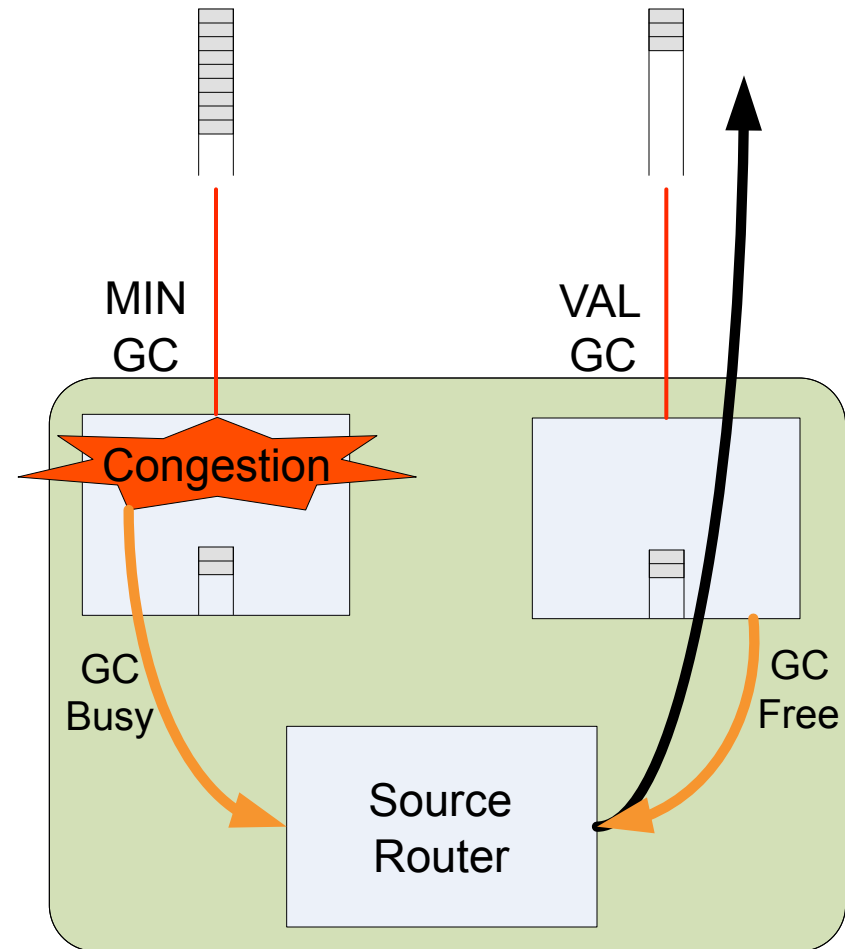 MIN
GC
VAL
GC
Congestion
GC
Busy
GC
Free
Source
Router